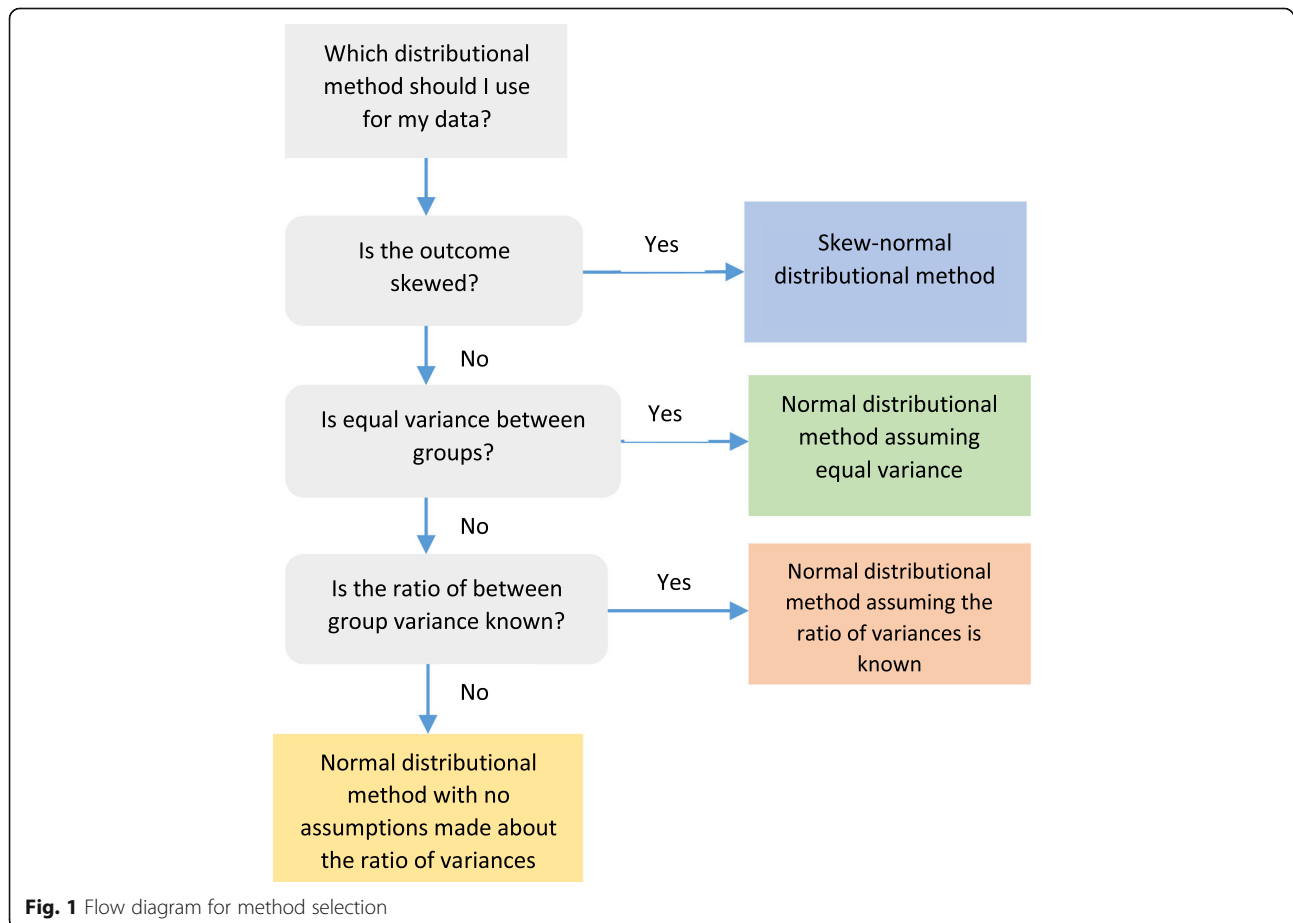 Which distributional
method should I use
for my data?
Is the outcome
skewed?
Yes
Skew-normal
distributional method
No
Is equal variance between
groups?
Yes
Normal distributional
method assuming
equal variance
No
Is the ratio of between
group variance known?
Yes
Normal distributional
method assuming the
ratio of variances is
known
No
Normal distributional
method with no
assumptions made about
the ratio of variances
Fig. 1 Flow diagram for method selection